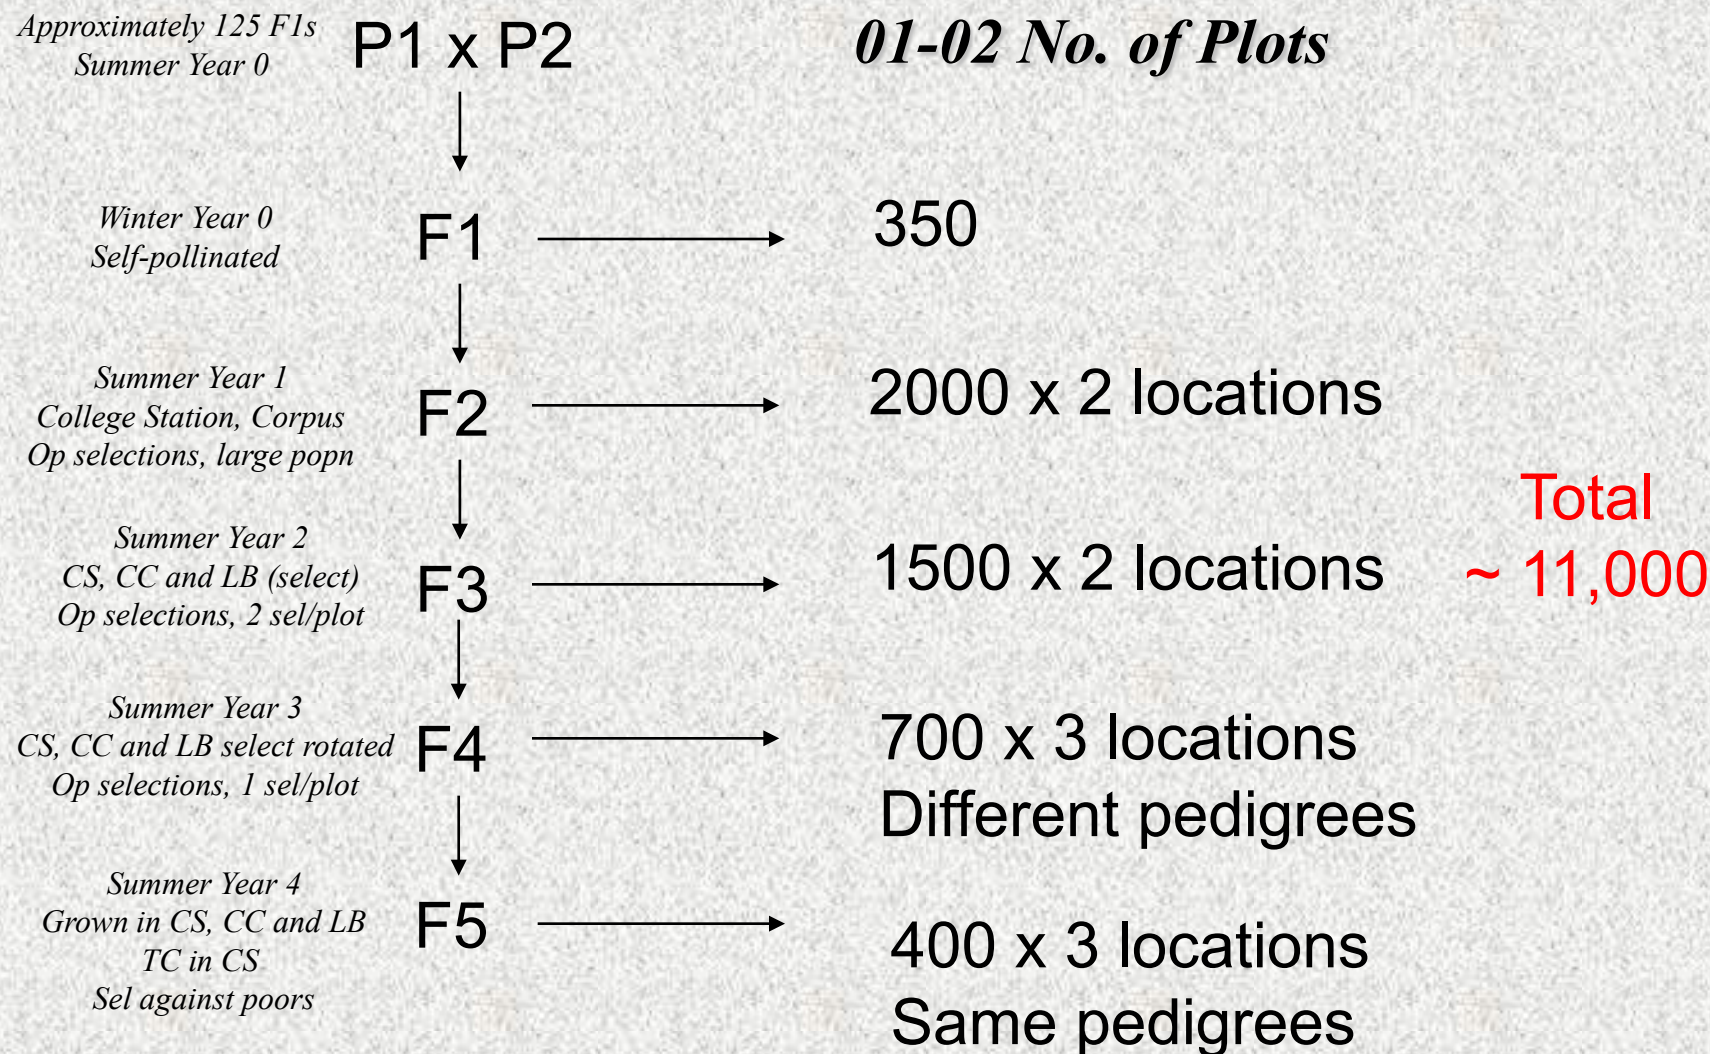 Approximately 125 F1s
Summer Year 0
P1 x P2
01-02 No. of Plots
Winter Year 0
Self-pollinated
F1
350
Summer Year 1
College Station, Corpus
Op selections, large popn
F2
2000 x 2 locations
Summer Year 2
CS, CC and LB (select)
Op selections, 2 sel/plot
F3
1500 x 2 locations
Total
~ 11,000
Summer Year 3
CS, CC and LB select rotated
Op selections, 1 sel/plot
F4
700 x 3 locations
Different pedigrees
Summer Year 4
Grown in CS, CC and LB
TC in CS
Sel against poors
F5
400 x 3 locations
Same pedigrees